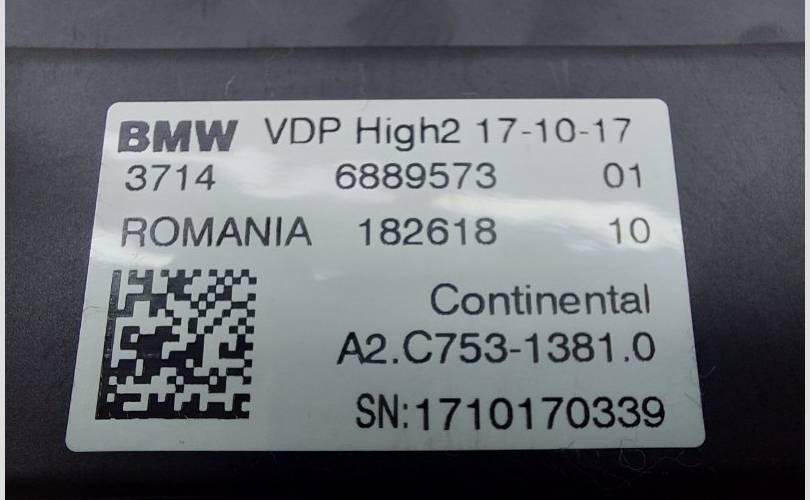 BMW VDP High2 17-10-17
3714 6889573 01
ROMANIA 182618 10
Continental
A2.C753-1381.0
SN:1710170339